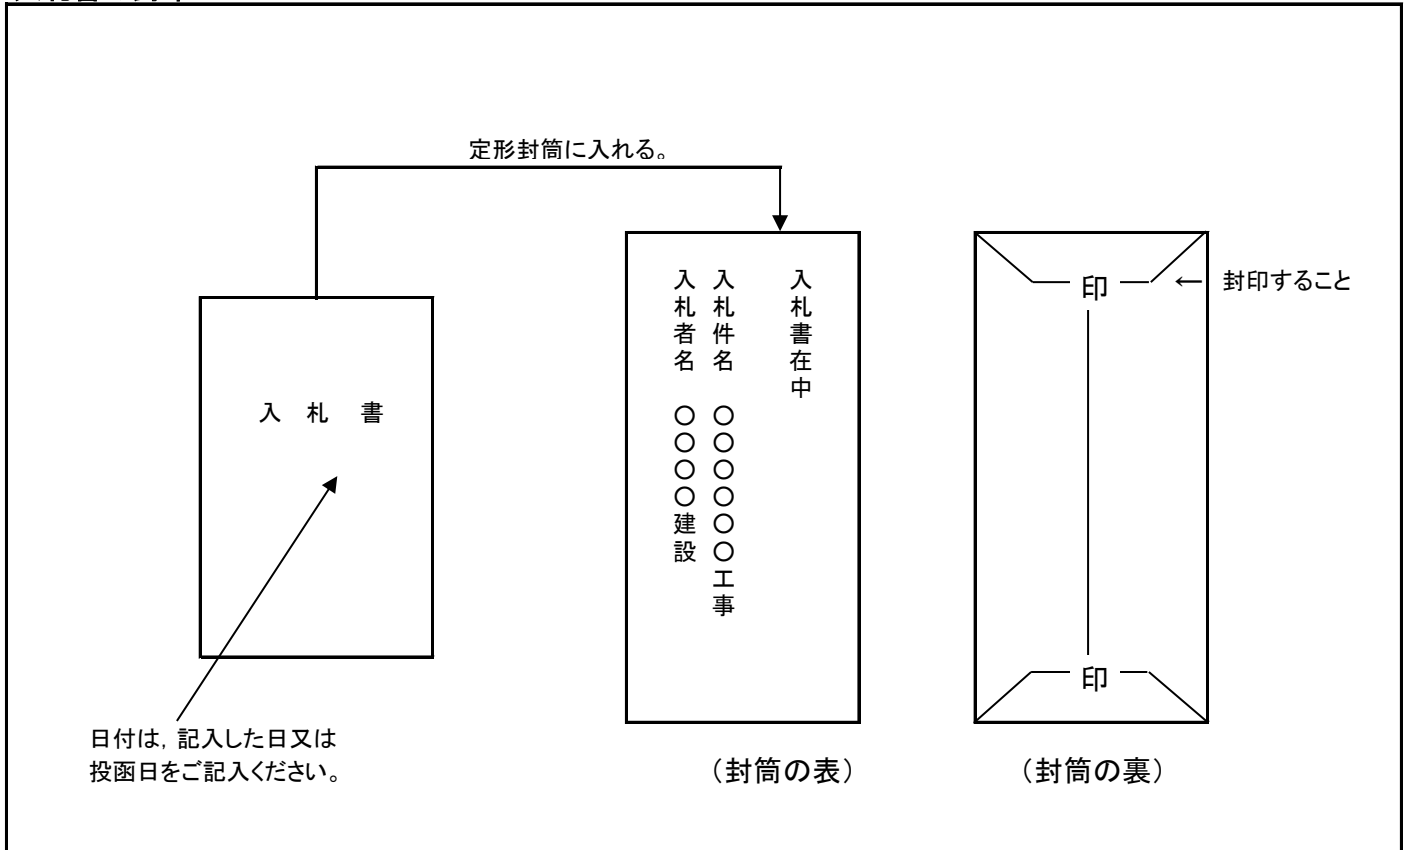 定形封筒に入れる。
入 札 書
日付は，記入した日又は
投函日をご記入ください。
入札書在中
入札件名 〇〇〇〇〇〇工事
入札者名 〇〇〇〇建設
（封筒の表）
印 ← 封印すること
印
（封筒の裏）